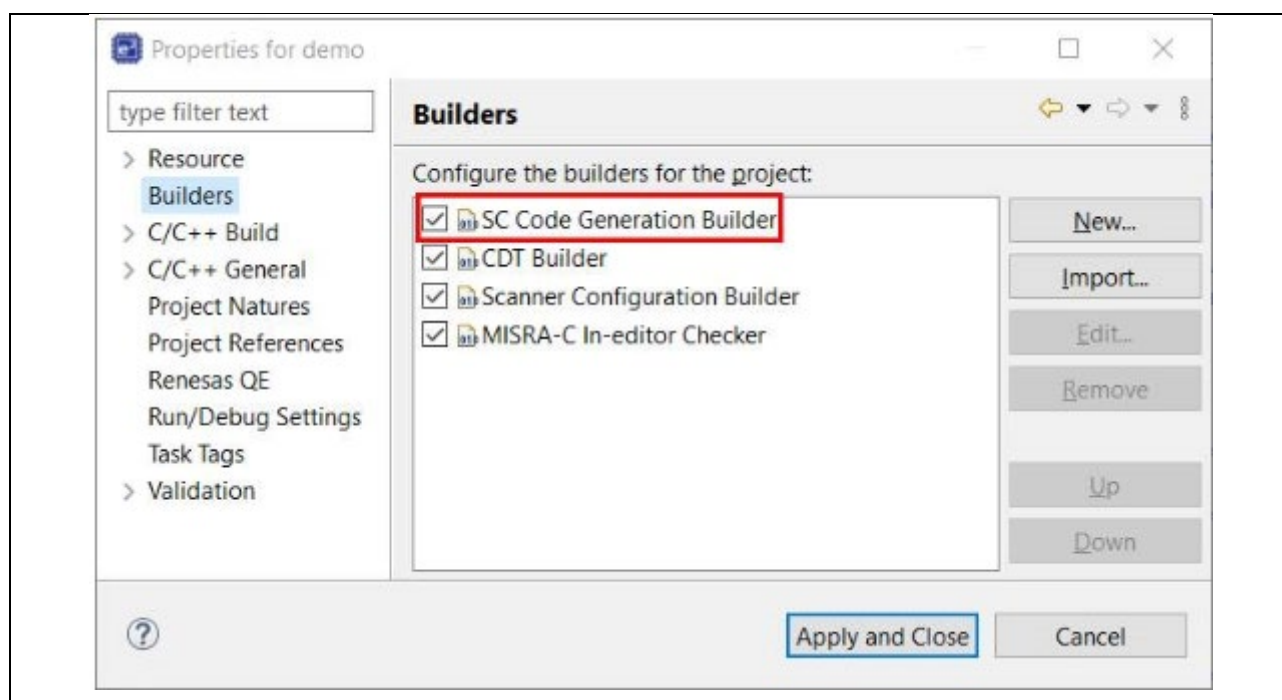 Properties for demo
type filter text
Resource
Builders
C/C++ Build
C/C++ General
Project Natures
Project References
Renesas QE
Run/Debug Settings
Task Tags
Validation
Builders
Configure the builders for the project:
SC Code Generation Builder
CDT Builder
Scanner Configuration Builder
MISRA-C In-editor Checker
New...
Import...
Edit...
Remove
Up
Down
Apply and Close
Cancel